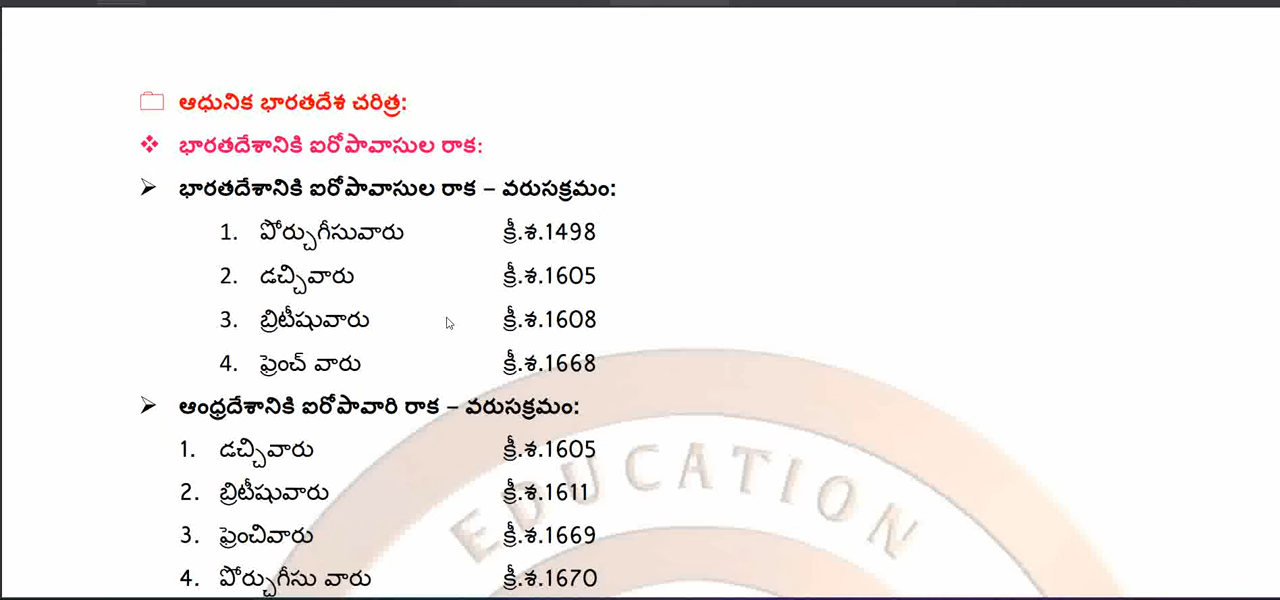 ఆధునిక భారతదేశ చరిత్ర:
భారతదేశానికి ఐరోపావాసుల రాక:
భారతదేశానికి ఐరోపావాసుల రాక – వరుసక్రమం:
1. పోర్చుగీసువారు క్రీ.శ.1498
2. డచ్చివారు క్రీ.శ.1605
3. బ్రిటీషువారు క్రీ.శ.1608
4. ఫ్రెంచ్ వారు క్రీ.శ.1668
ఆంధ్రదేశానికి ఐరోపావారి రాక – వరుసక్రమం:
1. డచ్చివారు క్రీ.శ.1605
2. బ్రిటీషువారు క్రీ.శ.1611
3. ఫ్రెంచివారు క్రీ.శ.1669
4. పోర్చుగీసు వారు క్రీ.శ.1670
EDUCATION